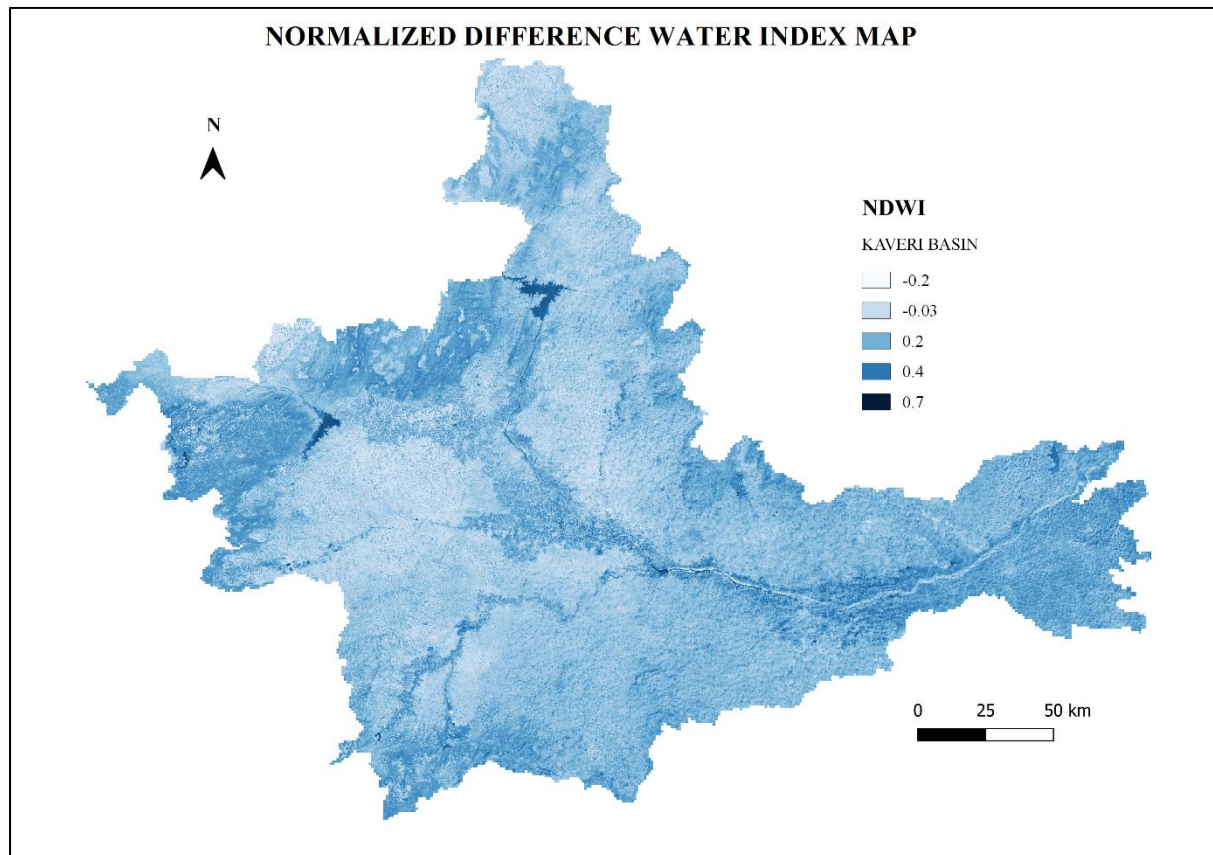 NORMALIZED DIFFERENCE WATER INDEX MAP
N
NDWI
KAVERI BASIN
-0.2
-0.03
0.2
0.4
0.7
0 25 50 km